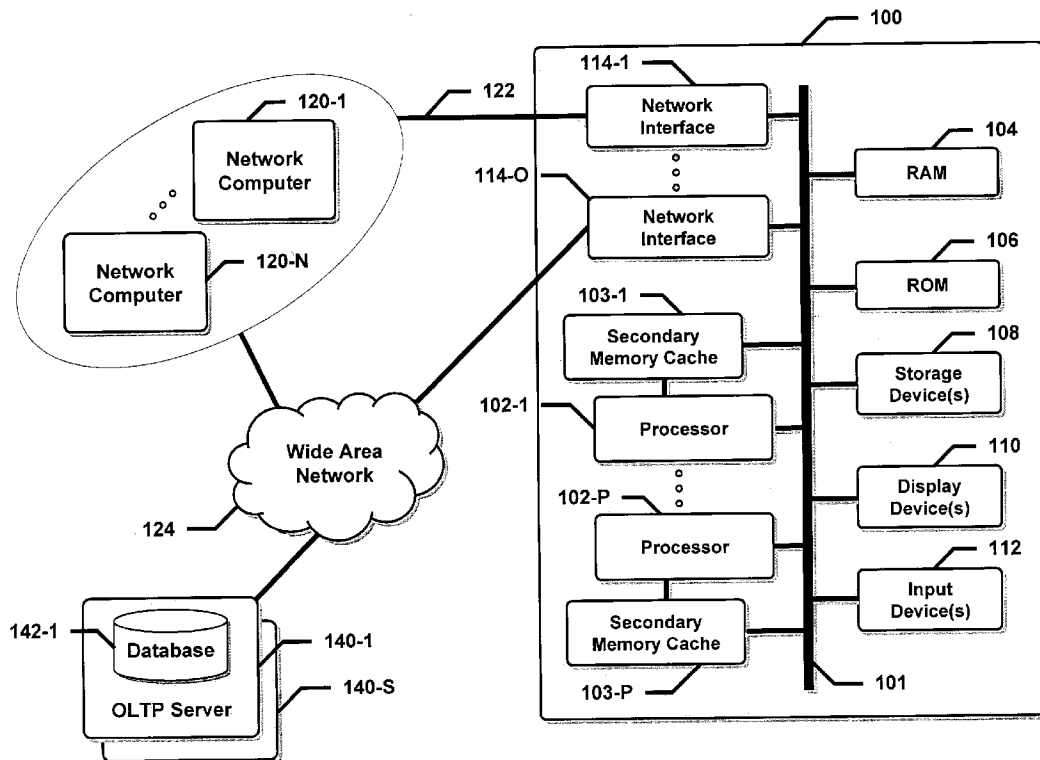 100
114-1
122
120-1
Network
Interface
104
Network
Computer
114-O
RAM
Network
Interface
106
Network
Computer
120-N
ROM
103-1
Secondary
Memory Cache
108
Storage
Device(s)
102-1
Processor
Wide Area
Network
110
102-P
Display
Device(s)
124
Processor
112
Input
Device(s)
Secondary
Memory Cache
142-1
Database
140-1
103-P
101
140-S
OLTP Server